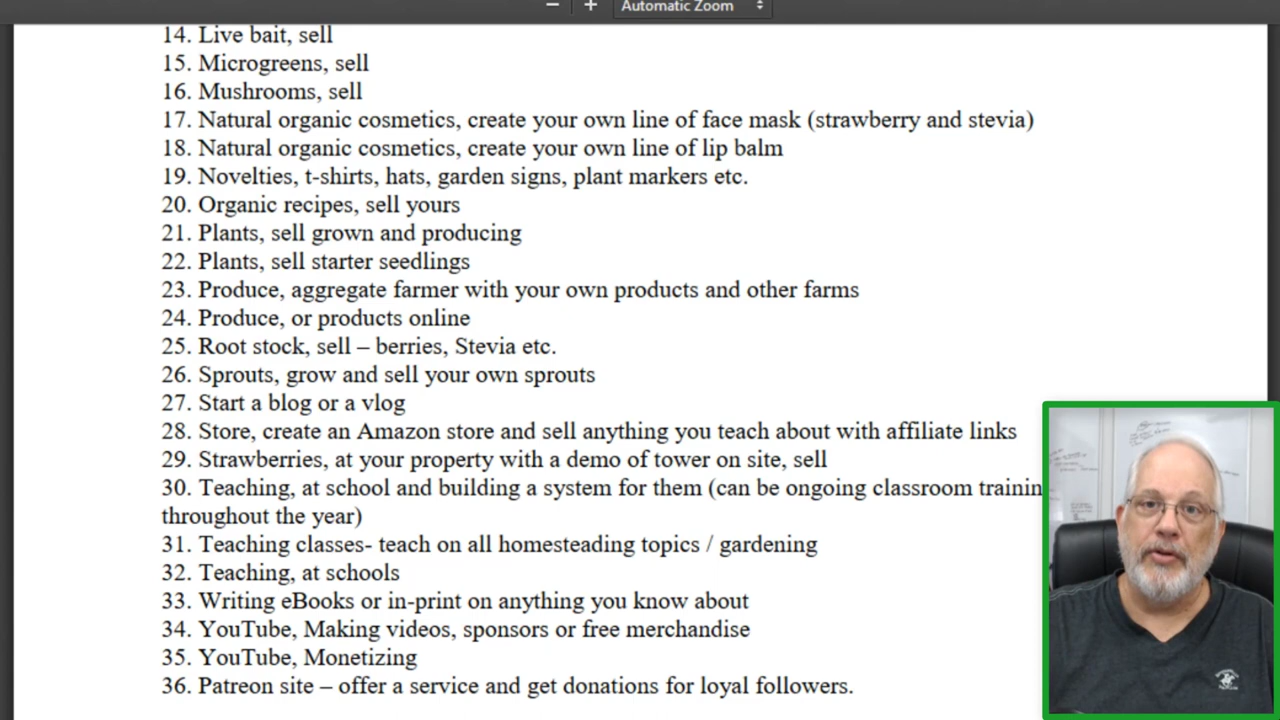 Automatic Zoom
14. Live bait, sell
15. Microgreens, sell
16. Mushrooms, sell
17. Natural organic cosmetics, create your own line of face mask (strawberry and stevia)
18. Natural organic cosmetics, create your own line of lip balm
19. Novelties, t-shirts, hats, garden signs, plant markers etc.
20. Organic recipes, sell yours
21. Plants, sell grown and producing
22. Plants, sell starter seedlings
23. Produce, aggregate farmer with your own products and other farms
24. Produce, or products online
25. Root stock, sell – berries, Stevia etc.
26. Sprouts, grow and sell your own sprouts
27. Start a blog or a vlog
28. Store, create an Amazon store and sell anything you teach about with affiliate links
29. Strawberries, at your property with a demo of tower on site, sell
30. Teaching, at school and building a system for them (can be ongoing classroom trainin
throughout the year)
31. Teaching classes- teach on all homesteading topics / gardening
32. Teaching, at schools
33. Writing eBooks or in-print on anything you know about
34. YouTube, Making videos, sponsors or free merchandise
35. YouTube, Monetizing
36. Patreon site – offer a service and get donations for loyal followers.